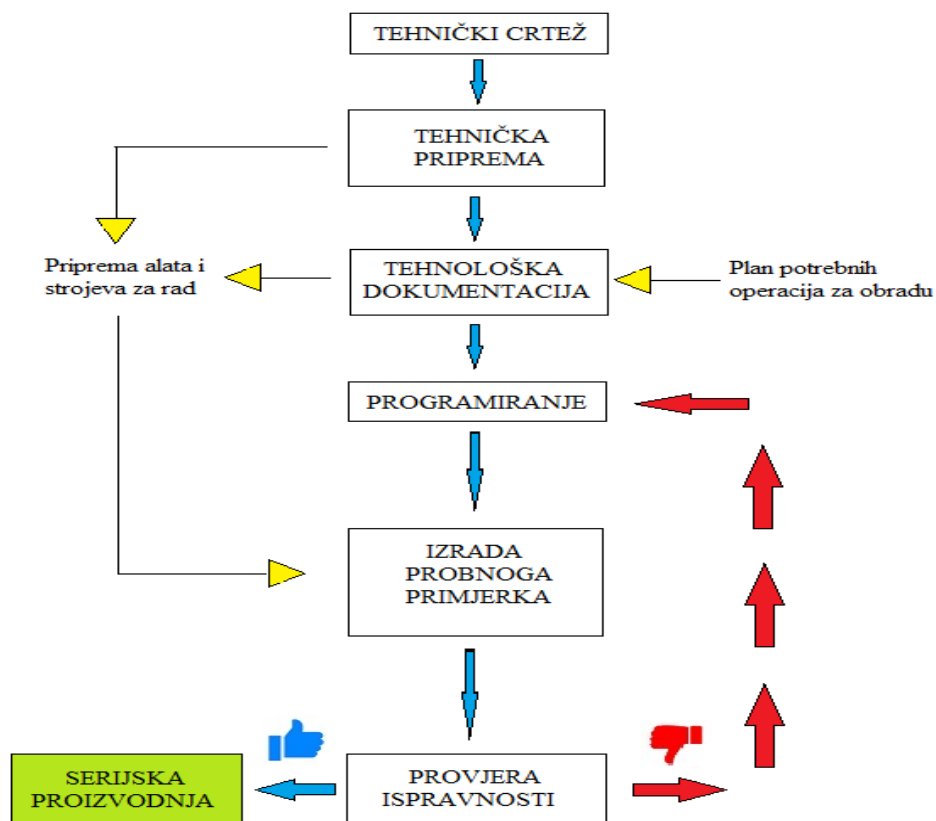 TEHNIČKI CRTEŽ
TEHNIČKA
PRIPREMA
Priprema alata i
strojeva za rad
TEHNOLOŠKA
DOKUMENTACIJA
Plan potrebnih
operacija za obradu
PROGRAMIRANJE
IZRADA
PROBNOGA
PRIMJERKA
SERIJSKA
PROIZVODNJA
PROVJERA
ISPRAVNOSTI